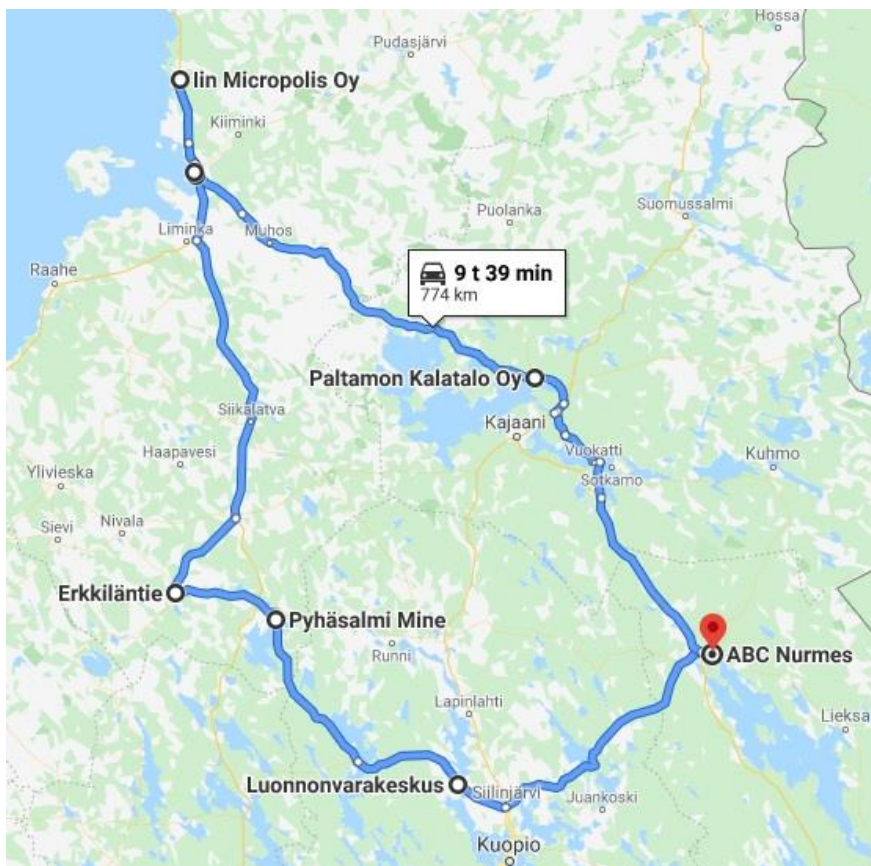 Hossa
Pudasjärvi
Iin Micropolis Oy
Kiiminki
Puolanka
Suomussalmi
Liminka
Muhos
Raahe
9 t 39 min
774 km
Paltamon Kalatalo Oy
Kajaani
Siikalatva
Haapavesi
Vuokatti
Sotkamo
Kuhmo
Ylivieska
Sievi
Nivala
Erkkiläntie
Pyhäsalmi Mine
Runni
ABC Nurmes
Lapinlahti
Lieksa
Luonnonvarakeskus
Siilinjärvi
Juankoski
Kuopio